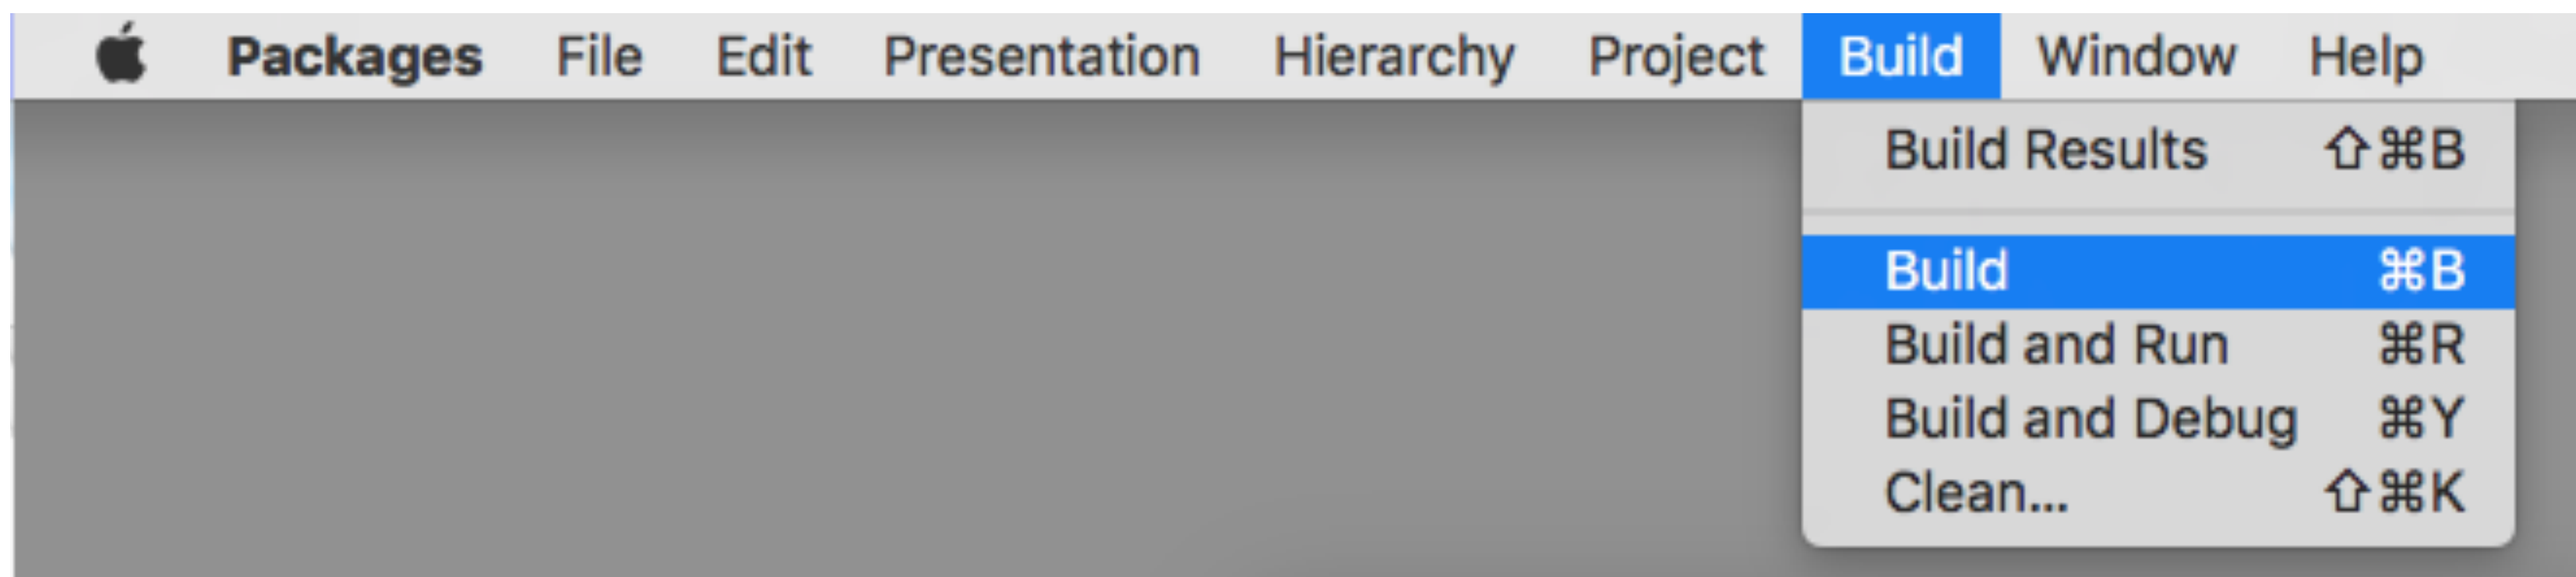 Packages File Edit Presentation Hierarchy Project Build Window Help
Build Results ⇧⌘B
Build ⌘B
Build and Run ⌘R
Build and Debug ⌘Y
Clean... ⇧⌘K